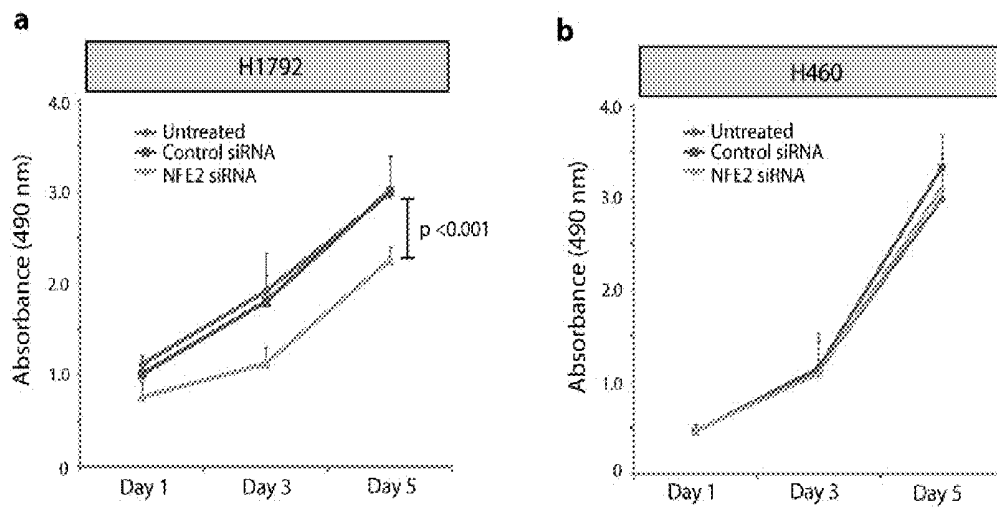 a
H1792
4.0
3.0
2.0
1.0
0
Absorbance (490 nm)
Untreated
Control siRNA
NFE2 siRNA
p <0.001
Day 1
Day 3
Day 5
b
H460
4.0
3.0
2.0
1.0
0
Absorbance (490 nm)
Untreated
Control siRNA
NFE2 siRNA
Day 1
Day 3
Day 5